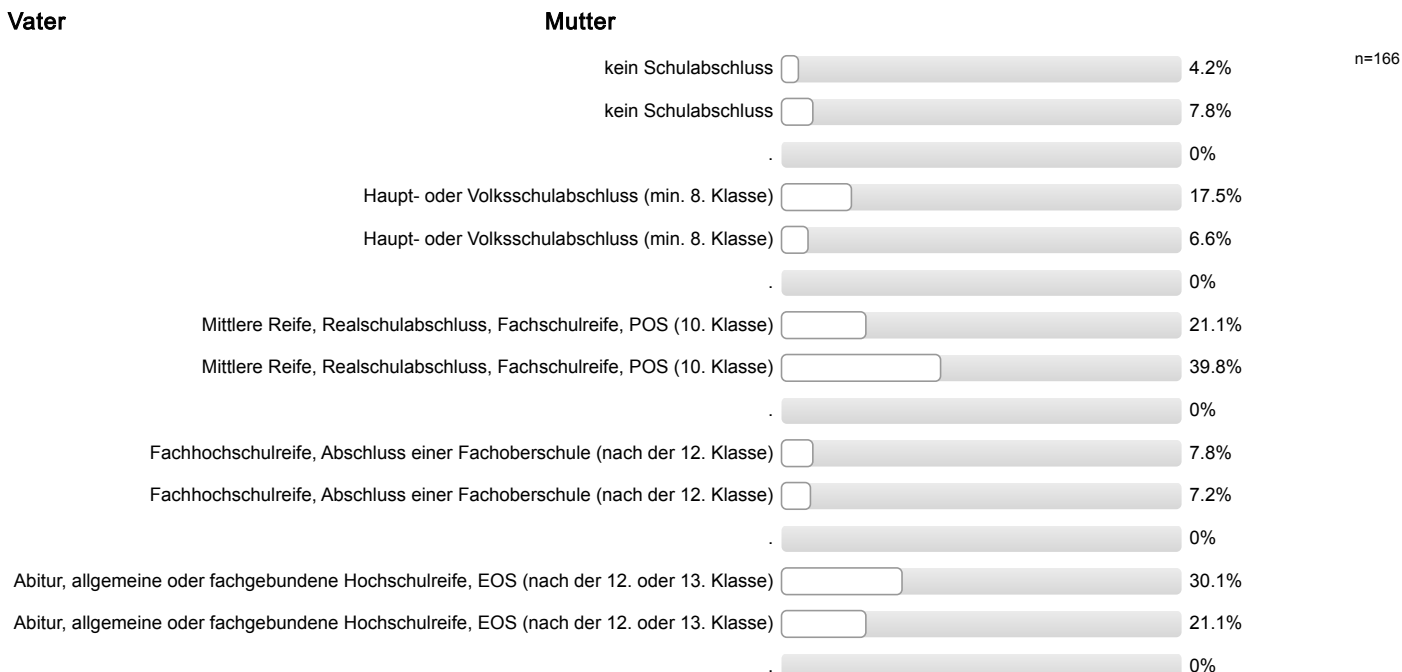 Vater Mutter
n=166
kein Schulabschluss 4.2%
kein Schulabschluss 7.8%
. 0%
Haupt- oder Volksschulabschluss (min. 8. Klasse) 17.5%
Haupt- oder Volksschulabschluss (min. 8. Klasse) 6.6%
. 0%
Mittlere Reife, Realschulabschluss, Fachschulreife, POS (10. Klasse) 21.1%
Mittlere Reife, Realschulabschluss, Fachschulreife, POS (10. Klasse) 39.8%
. 0%
Fachhochschulreife, Abschluss einer Fachoberschule (nach der 12. Klasse) 7.8%
Fachhochschulreife, Abschluss einer Fachoberschule (nach der 12. Klasse) 7.2%
. 0%
Abitur, allgemeine oder fachgebundene Hochschulreife, EOS (nach der 12. oder 13. Klasse) 30.1%
Abitur, allgemeine oder fachgebundene Hochschulreife, EOS (nach der 12. oder 13. Klasse) 21.1%
. 0%